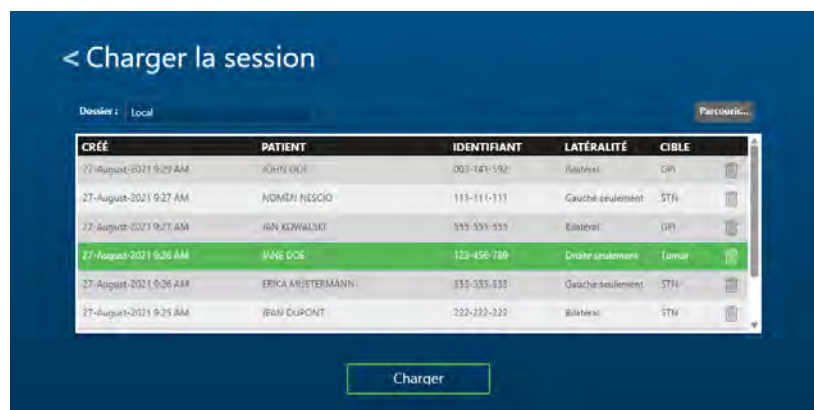 < Charger la session
Dossier : Local Parcourir...
CRÉÉ PATIENT IDENTIFIANT LATÉRALITÉ CIBLE
27-August-2021 9:29 AM JOHN DOE 003-141-592 Bilatéral GPi
27-August-2021 9:27 AM NOMEN NESCIO 111-111-111 Gauche seulement STN
27-August-2021 9:27 AM JAN KOWALSKI 555-555-555 Bilatéral GPi
27-August-2021 9:26 AM JANE DOE 123-456-789 Droite seulement Tumor
27-August-2021 9:26 AM ERIKA MUSTERMANN 333-333-333 Gauche seulement STN
27-August-2021 9:25 AM JEAN DUPONT 222-222-222 Bilatéral STN
Charger